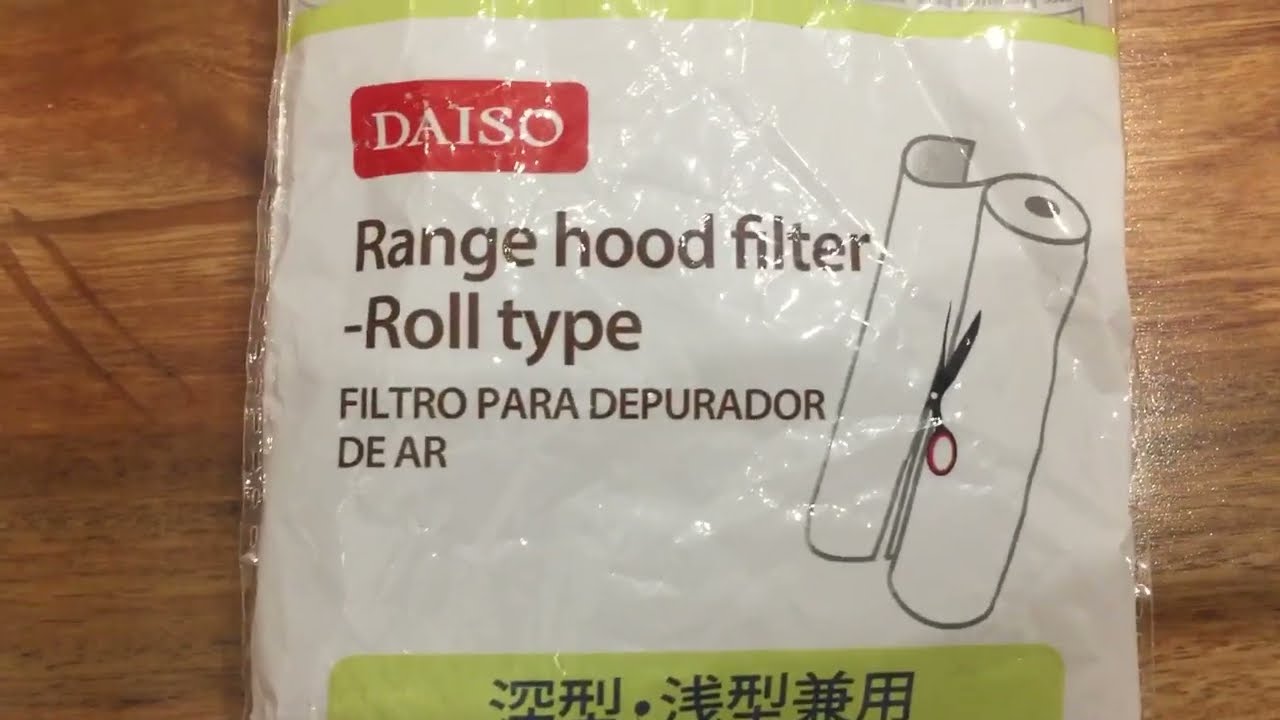 DAISO
Range hood filter
-Roll type
FILTRO PARA DEPURADOR
DE AR
深型・浅型兼用